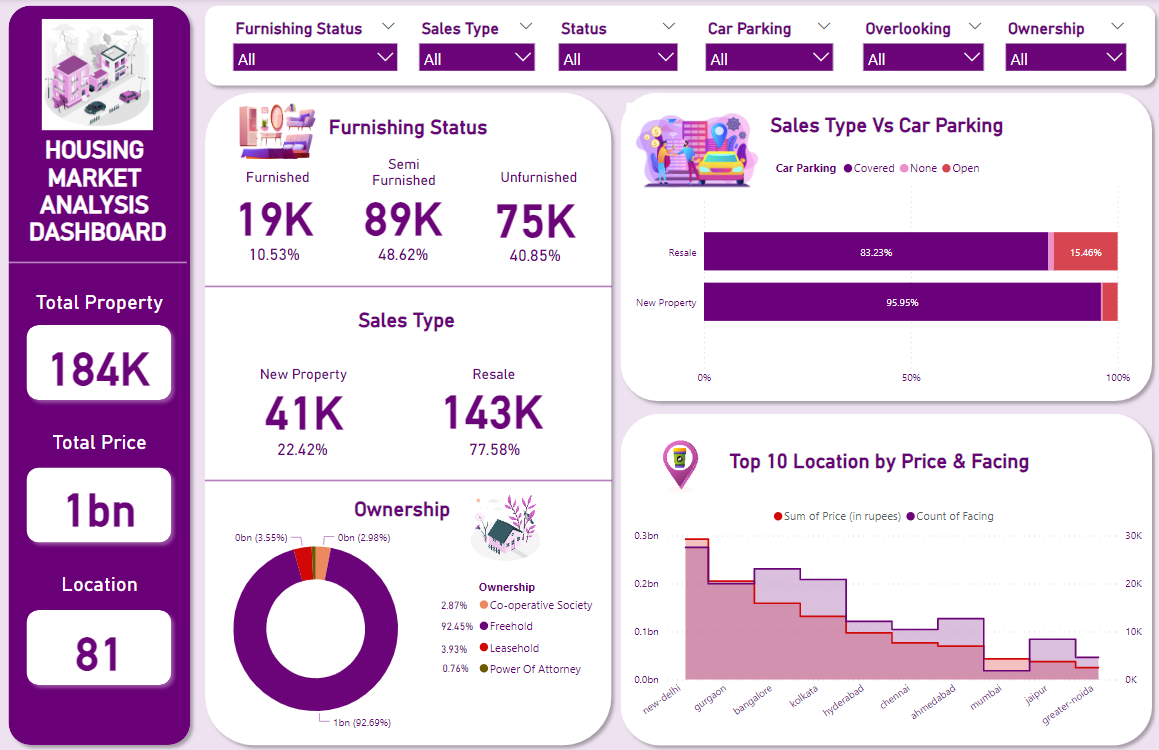 HOUSING
MARKET
ANALYSIS
DASHBOARD
Total Property
184K
Total Price
1bn
Location
81
Furnishing Status
All
Sales Type
All
Status
All
Car Parking
All
Overlooking
All
Ownership
All
Furnishing Status
Furnished
19K
10.53%
Semi
Furnished
89K
48.62%
Unfurnished
75K
40.85%
Sales Type
New Property
41K
22.42%
Resale
143K
77.58%
Ownership
0bn (3.55%)
0bn (2.98%)
1bn (92.69%)
Ownership
2.87% Co-operative Society
92.45% Freehold
3.93% Leasehold
0.76% Power Of Attorney
Sales Type Vs Car Parking
Car Parking Covered None Open
Resale 83.23% 15.46%
New Property 95.95%
0% 50% 100%
Top 10 Location by Price & Facing
Sum of Price (in rupees) Count of Facing
0.3bn 30K
0.2bn 20K
0.1bn 10K
0.0bn 0K
new-delhi
gurgaon
bangalore
kolkata
hyderabad
chennai
ahmedabad
mumbai
jaipur
greater-noida